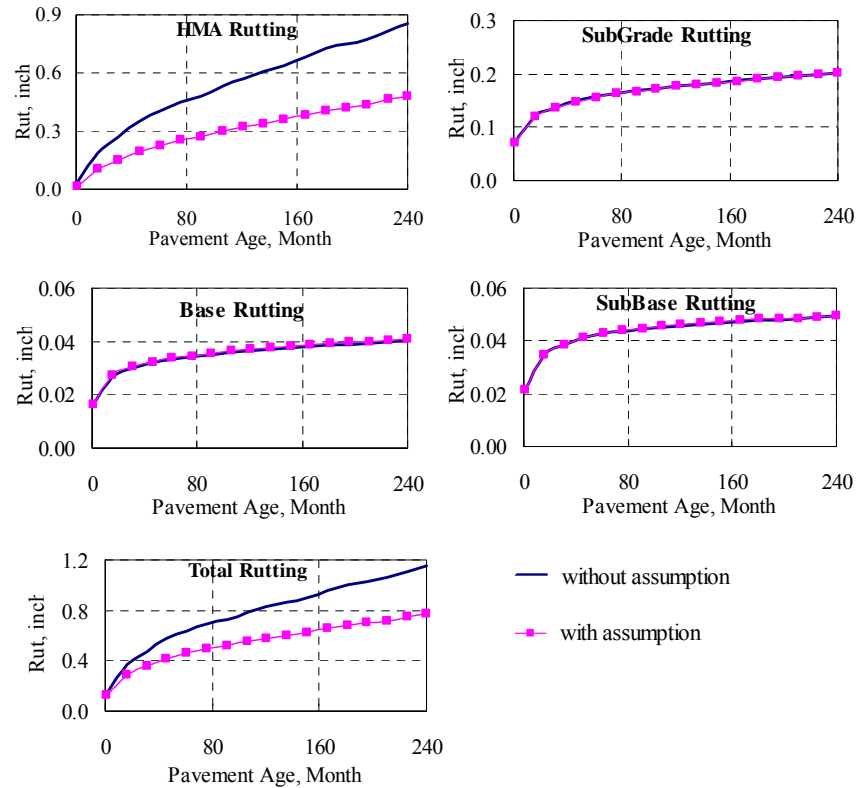 HMA Rutting
Rut, inch
0.9
0.6
0.3
0.0
0 80 160 240
Pavement Age, Month
SubGrade Rutting
Rut, inch
0.3
0.2
0.1
0.0
0 80 160 240
Pavement Age, Month
Base Rutting
Rut, inch
0.06
0.04
0.02
0.00
0 80 160 240
Pavement Age, Month
SubBase Rutting
Rut, inch
0.06
0.04
0.02
0.00
0 80 160 240
Pavement Age, Month
Total Rutting
Rut, inch
1.2
0.8
0.4
0.0
0 80 160 240
Pavement Age, Month
without assumption
with assumption